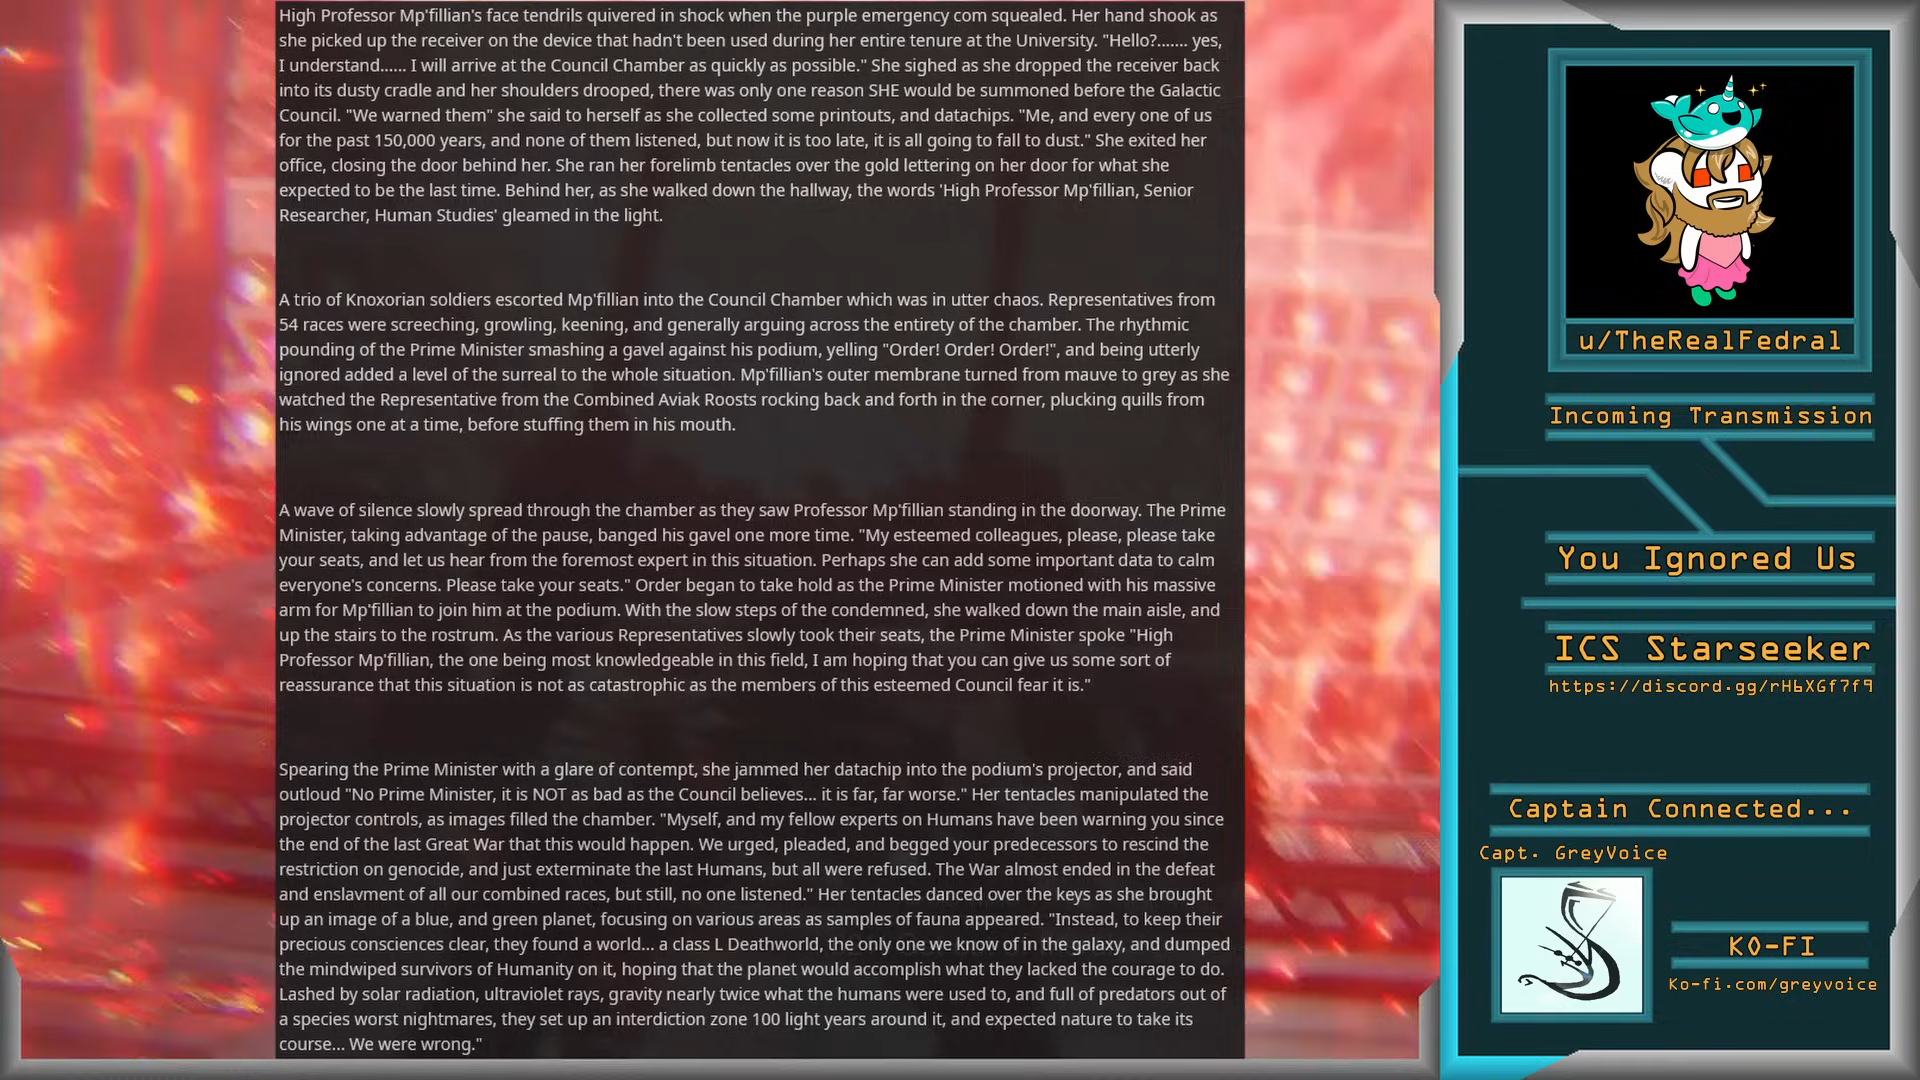 High Professor Mp'fillian's face tendrils quivered in shock when the purple emergency com squealed. Her hand shook as
she picked up the receiver on the device that hadn't been used during her entire tenure at the University. "Hello?....... yes,
I understand...... I will arrive at the Council Chamber as quickly as possible." She sighed as she dropped the receiver back
into its dusty cradle and her shoulders drooped, there was only one reason SHE would be summoned before the Galactic
Council. "We warned them" she said to herself as she collected some printouts, and datachips. "Me, and every one of us
for the past 150,000 years, and none of them listened, but now it is too late, it is all going to fall to dust." She exited her
office, closing the door behind her. She ran her forelimb tentacles over the gold lettering on her door for what she
expected to be the last time. Behind her, as she walked down the hallway, the words 'High Professor Mp'fillian, Senior
Researcher, Human Studies' gleamed in the light.
A trio of Knoxorian soldiers escorted Mp'fillian into the Council Chamber which was in utter chaos. Representatives from
54 races were screeching, growling, keening, and generally arguing across the entirety of the chamber. The rhythmic
pounding of the Prime Minister smashing a gavel against his podium, yelling "Order! Order! Order!", and being utterly
ignored added a level of the surreal to the whole situation. Mp'fillian's outer membrane turned from mauve to grey as she
watched the Representative from the Combined Aviak Roosts rocking back and forth in the corner, plucking quills from
his wings one at a time, before stuffing them in his mouth.
A wave of silence slowly spread through the chamber as they saw Professor Mp'fillian standing in the doorway. The Prime
Minister, taking advantage of the pause, banged his gavel one more time. "My esteemed colleagues, please, please take
your seats, and let us hear from the foremost expert in this situation. Perhaps she can add some important data to calm
everyone's concerns. Please take your seats." Order began to take hold as the Prime Minister motioned with his massive
arm for Mp'fillian to join him at the podium. With the slow steps of the condemned, she walked down the main aisle, and
up the stairs to the rostrum. As the various Representatives slowly took their seats, the Prime Minister spoke "High
Professor Mp'fillian, the one being most knowledgeable in this field, I am hoping that you can give us some sort of
reassurance that this situation is not as catastrophic as the members of this esteemed Council fear it is."
Spearing the Prime Minister with a glare of contempt, she jammed her datachip into the podium's projector, and said
outloud "No Prime Minister, it is NOT as bad as the Council believes... it is far, far worse." Her tentacles manipulated the
projector controls, as images filled the chamber. "Myself, and my fellow experts on Humans have been warning you since
the end of the last Great War that this would happen. We urged, pleaded, and begged your predecessors to rescind the
restriction on genocide, and just exterminate the last Humans, but all were refused. The War almost ended in the defeat
and enslavment of all our combined races, but still, no one listened." Her tentacles danced over the keys as she brought
up an image of a blue, and green planet, focusing on various areas as samples of fauna appeared. "Instead, to keep their
precious consciences clear, they found a world... a class L Deathworld, the only one we know of in the galaxy, and dumped
the mindwiped survivors of Humanity on it, hoping that the planet would accomplish what they lacked the courage to do.
Lashed by solar radiation, ultraviolet rays, gravity nearly twice what the humans were used to, and full of predators out of
a species worst nightmares, they set up an interdiction zone 100 light years around it, and expected nature to take its
course... We were wrong."
u/TheRealFedral
Incoming Transmission
You Ignored Us
ICS Starseeker
https://discord.gg/rH6XGf7f9
Captain Connected...
Capt. GreyVoice
KO-FI
Ko-fi.com/greyvoice